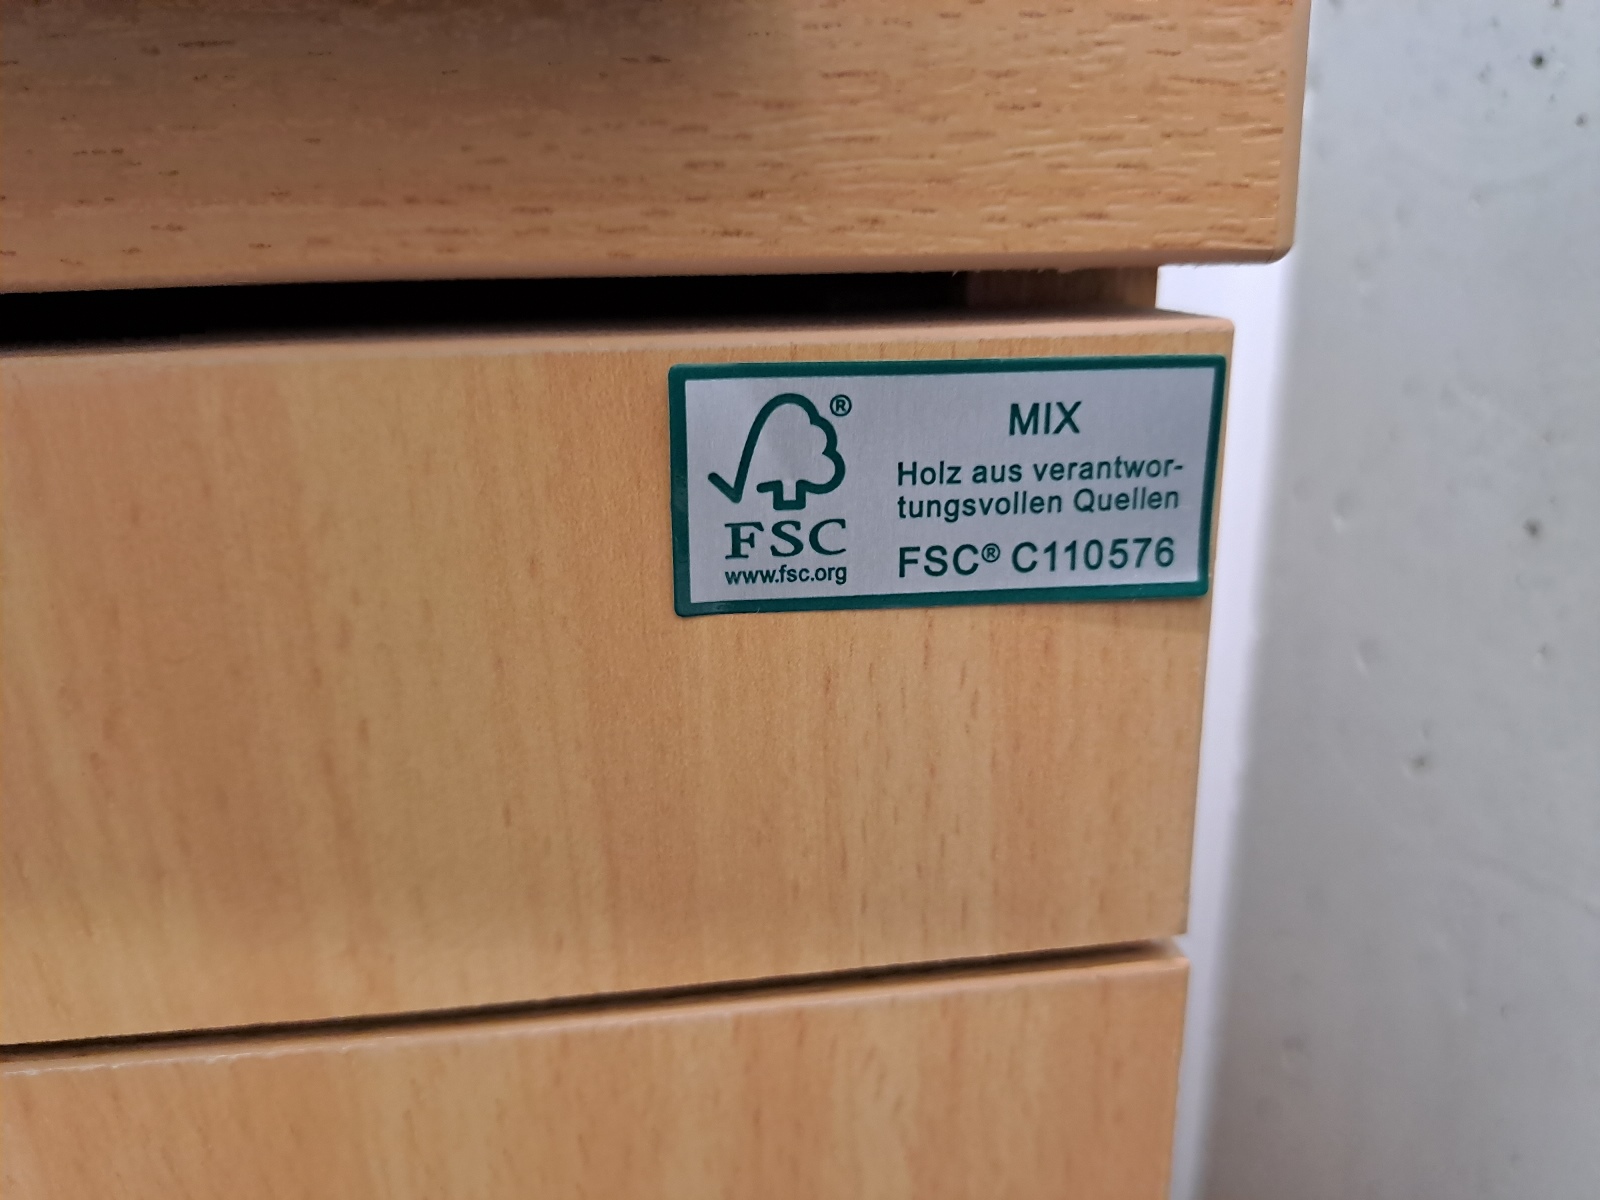 ®
FSC
www.fsc.org
MIX
Holz aus verantwor-
tungsvollen Quellen
FSC® C110576